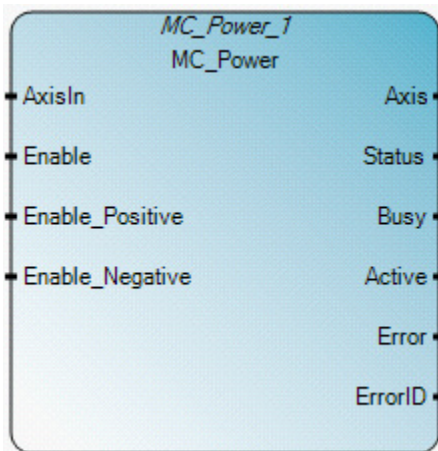 MC_Power_1
MC_Power
AxisIn Axis
Enable Status
Enable_Positive Busy
Enable_Negative Active
Error
ErrorID